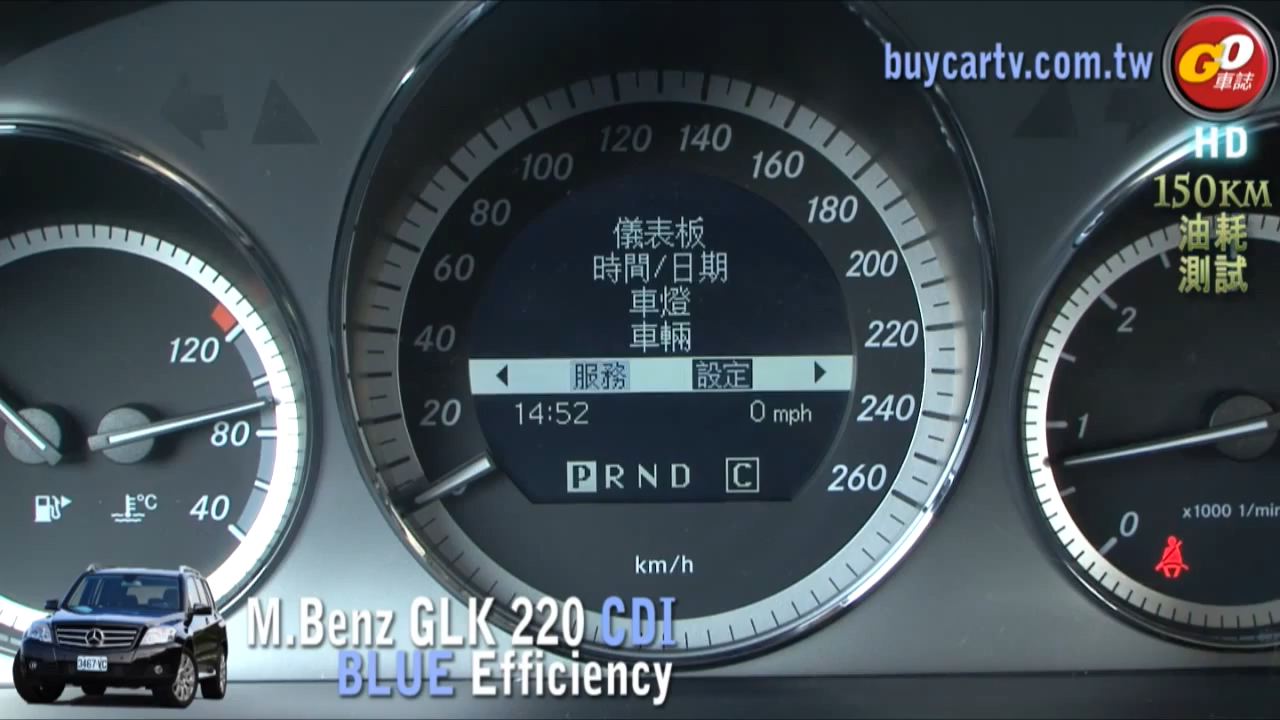 buycartv.com.tw
GO
車誌
HD
150KM
油耗
測試
120
80
40
°C
20
40
60
80
100
120
140
160
180
200
220
240
260
儀表板
時間/日期
車燈
車輛
服務 設定
14:52 0 mph
P R N D C
km/h
2
1
0
x1000 1/min
0467-VC
M.Benz GLK 220 CDI
BLUE Efficiency